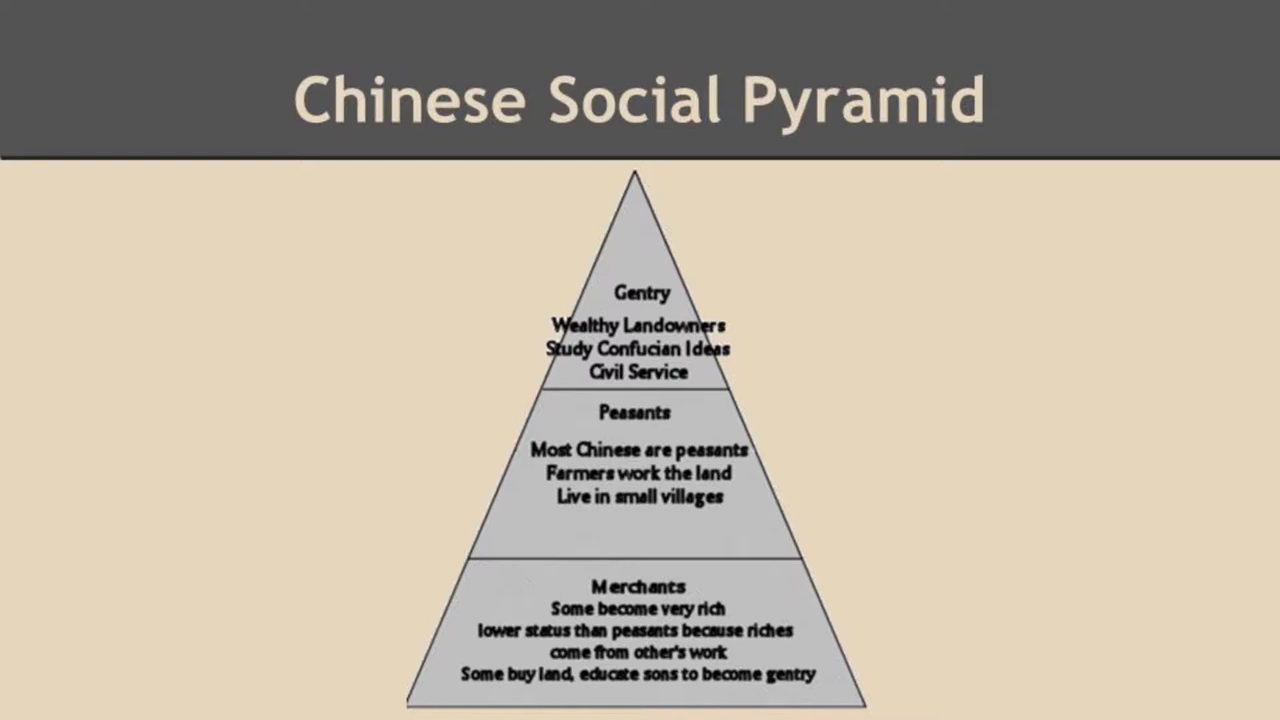 Chinese Social Pyramid
Gentry
Wealthy Landowners
Study Confucian Ideas
Civil Service
Peasants
Most Chinese are peasants
Farmers work the land
Live in small villages
Merchants
Some become very rich
lower status than peasants because riches
come from other's work
Some buy land, educate sons to become gentry